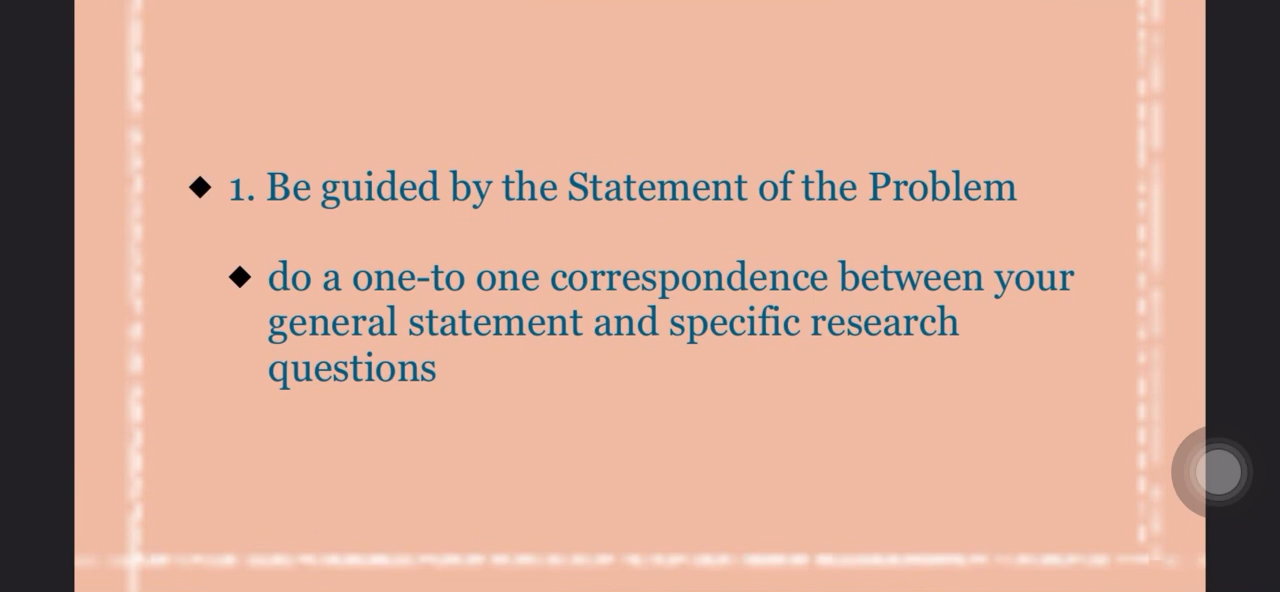 ◆ 1. Be guided by the Statement of the Problem
◆ do a one-to one correspondence between your
general statement and specific research
questions